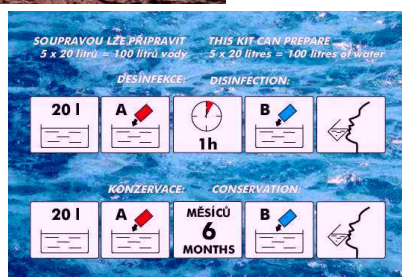 SOUPRAVOU LZE PŘIPRAVIT THIS KIT CAN PREPARE
5 x 20 litrů = 100 litrů vody 5 x 20 litres = 100 litres of water
DESINFEKCE: DISINFECTION:
20 l A 1h B
KONZERVACE: CONSERVATION:
20 l A MĚSÍCŮ 6 MONTHS B